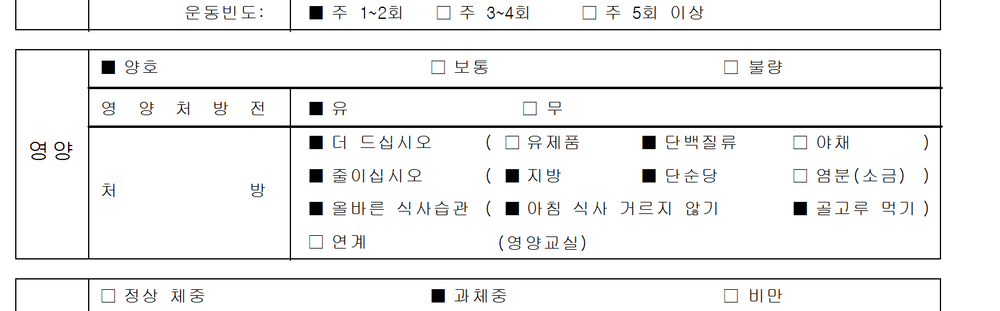 운동빈도: ■ 주 1~2회 □ 주 3~4회 □ 주 5회 이상
■ 양호 □ 보통 □ 불량
영 양 처 방 전 ■ 유 □ 무
영양
처 방
■ 더 드십시오 ( □ 유제품 ■ 단백질류 □ 야채 )
■ 줄이십시오 ( ■ 지방 ■ 단순당 □ 염분(소금) )
■ 올바른 식사습관 ( ■ 아침 식사 거르지 않기 ■ 골고루 먹기 )
□ 연계 (영양교실)
□ 정상 체중 ■ 과체중 □ 비만